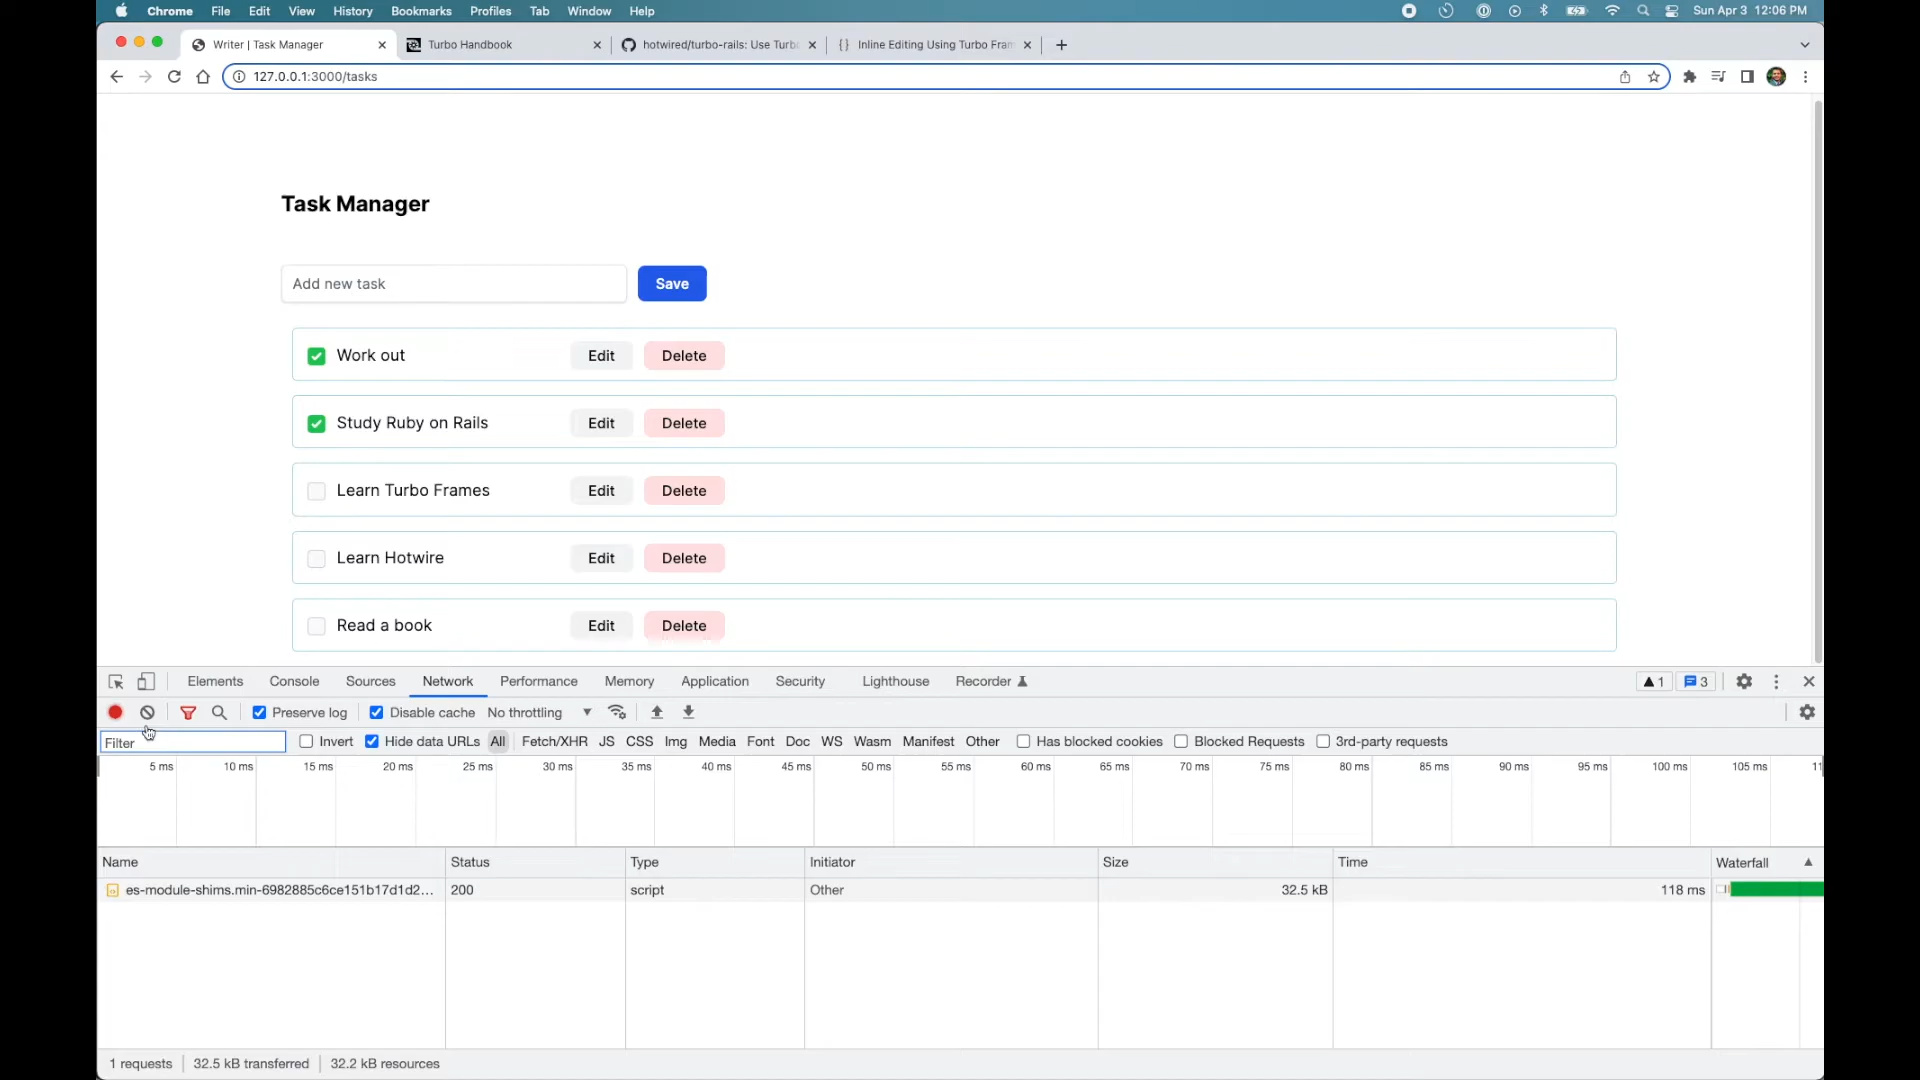 Chrome File Edit View History Bookmarks Profiles Tab Window Help Sun Apr 3 12:06 PM
Writer | Task Manager Turbo Handbook hotwired/turbo-rails: Use Turb Inline Editing Using Turbo Fra
127.0.0.1:3000/tasks
Task Manager
Add new task Save
Work out Edit Delete
Study Ruby on Rails Edit Delete
Learn Turbo Frames Edit Delete
Learn Hotwire Edit Delete
Read a book Edit Delete
Elements Console Sources Network Performance Memory Application Security Lighthouse Recorder 1 3
Preserve log Disable cache No throttling
Filter Invert Hide data URLs All Fetch/XHR JS CSS Img Media Font Doc WS Wasm Manifest Other Has blocked cookies Blocked Requests 3rd-party requests
5 ms 10 ms 15 ms 20 ms 25 ms 30 ms 35 ms 40 ms 45 ms 50 ms 55 ms 60 ms 65 ms 70 ms 75 ms 80 ms 85 ms 90 ms 95 ms 100 ms 105 ms 11
Name Status Type Initiator Size Time Waterfall
es-module-shims.min-6982885c6ce151b17d1d2... 200 script Other 32.5 kB 118 ms
1 requests 32.5 kB transferred 32.2 kB resources